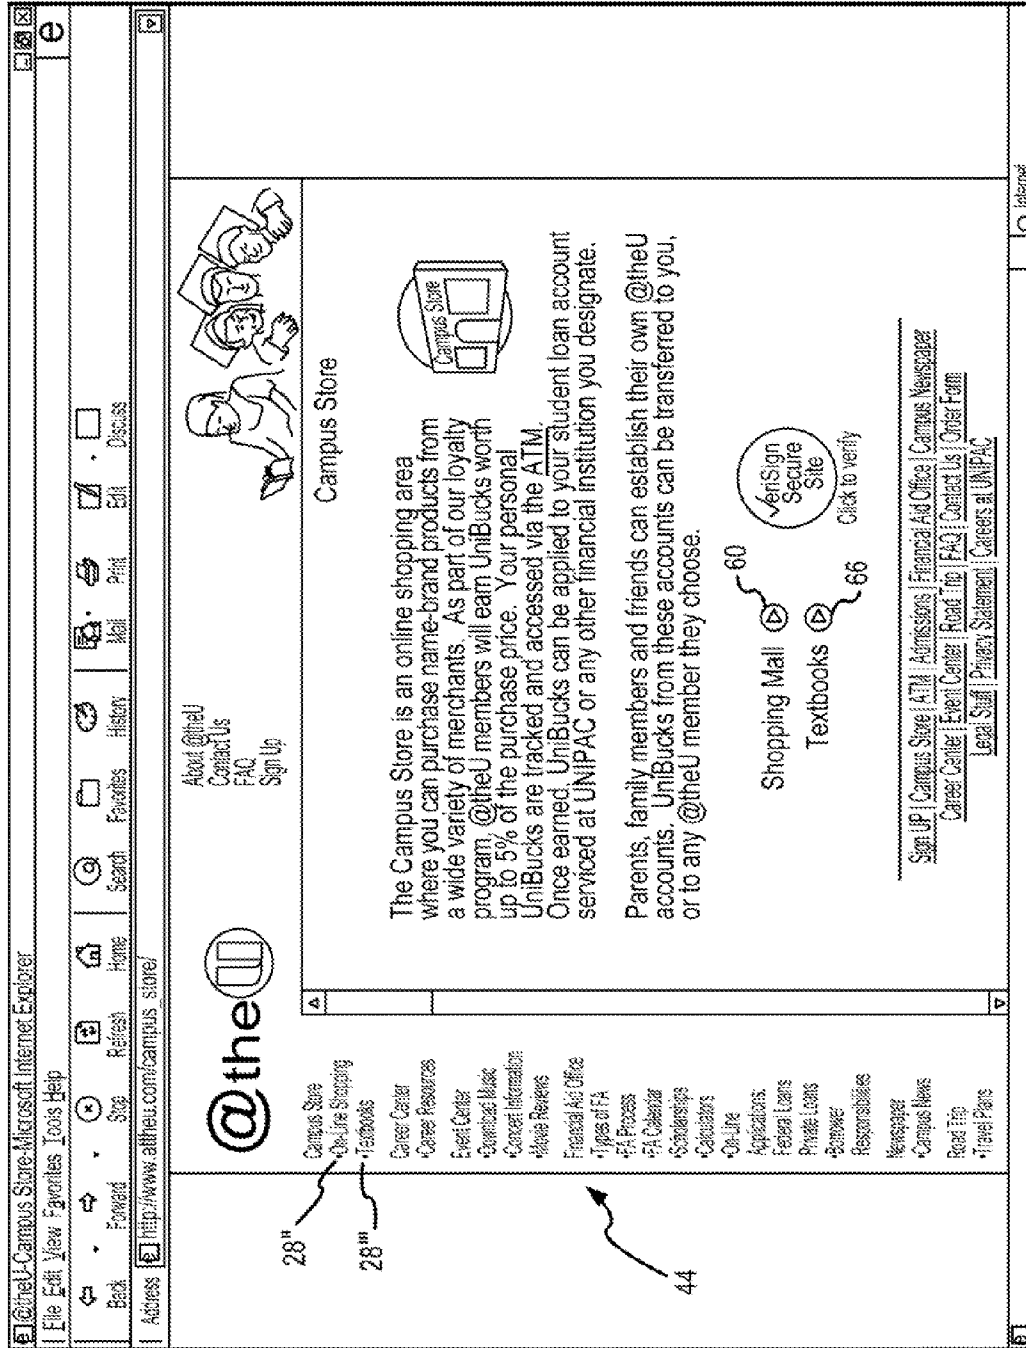 @theU-Campus Store-Microsoft Internet Explorer
File Edit View Favorites Tools Help
Back Forward Stop Refresh Home Search Favorites History Mail Print Edit Discuss
Address http://www.attheu.com/campus_store/
@the U
About @theU
Contact Us
FAQ
Sign Up
Campus Store
Campus Store
•On-Line Shopping
•Textbooks
Career Center
•Career Resources
Event Center
•Download Music
•Concert Information
•Movie Reviews
Financial Aid Office
•Types of FA
•FA Process
•FA Calendar
•Scholarships
•Calculators
•On-Line
Applications:
Federal Loans
Private Loans
•Borrower
Responsibilities
Newspaper
•Campus News
Road Trip
•Travel Plans
28"
28'''
44
The Campus Store is an online shopping area
where you can purchase name-brand products from
a wide variety of merchants. As part of our loyalty
program, @theU members will earn UniBucks worth
up to 5% of the purchase price. Your personal
UniBucks are tracked and accessed via the ATM.
Once earned, UniBucks can be applied to your student loan account
serviced at UNIPAC or any other financial institution you designate.
Campus Store
Parents, family members and friends can establish their own @theU
accounts. UniBucks from these accounts can be transferred to you,
or to any @theU member they choose.
Shopping Mall
60
Textbooks
66
VeriSign
Secure
Site
Click to verify
Sign UP | Campus Store | ATM | Admissions | Financial Aid Office | Campus Newspaper
Career Center | Event Center | Road Trip | FAQ | Contact Us | Order Form
Legal Stuff | Privacy Statement | Careers at UNIPAC
Internet